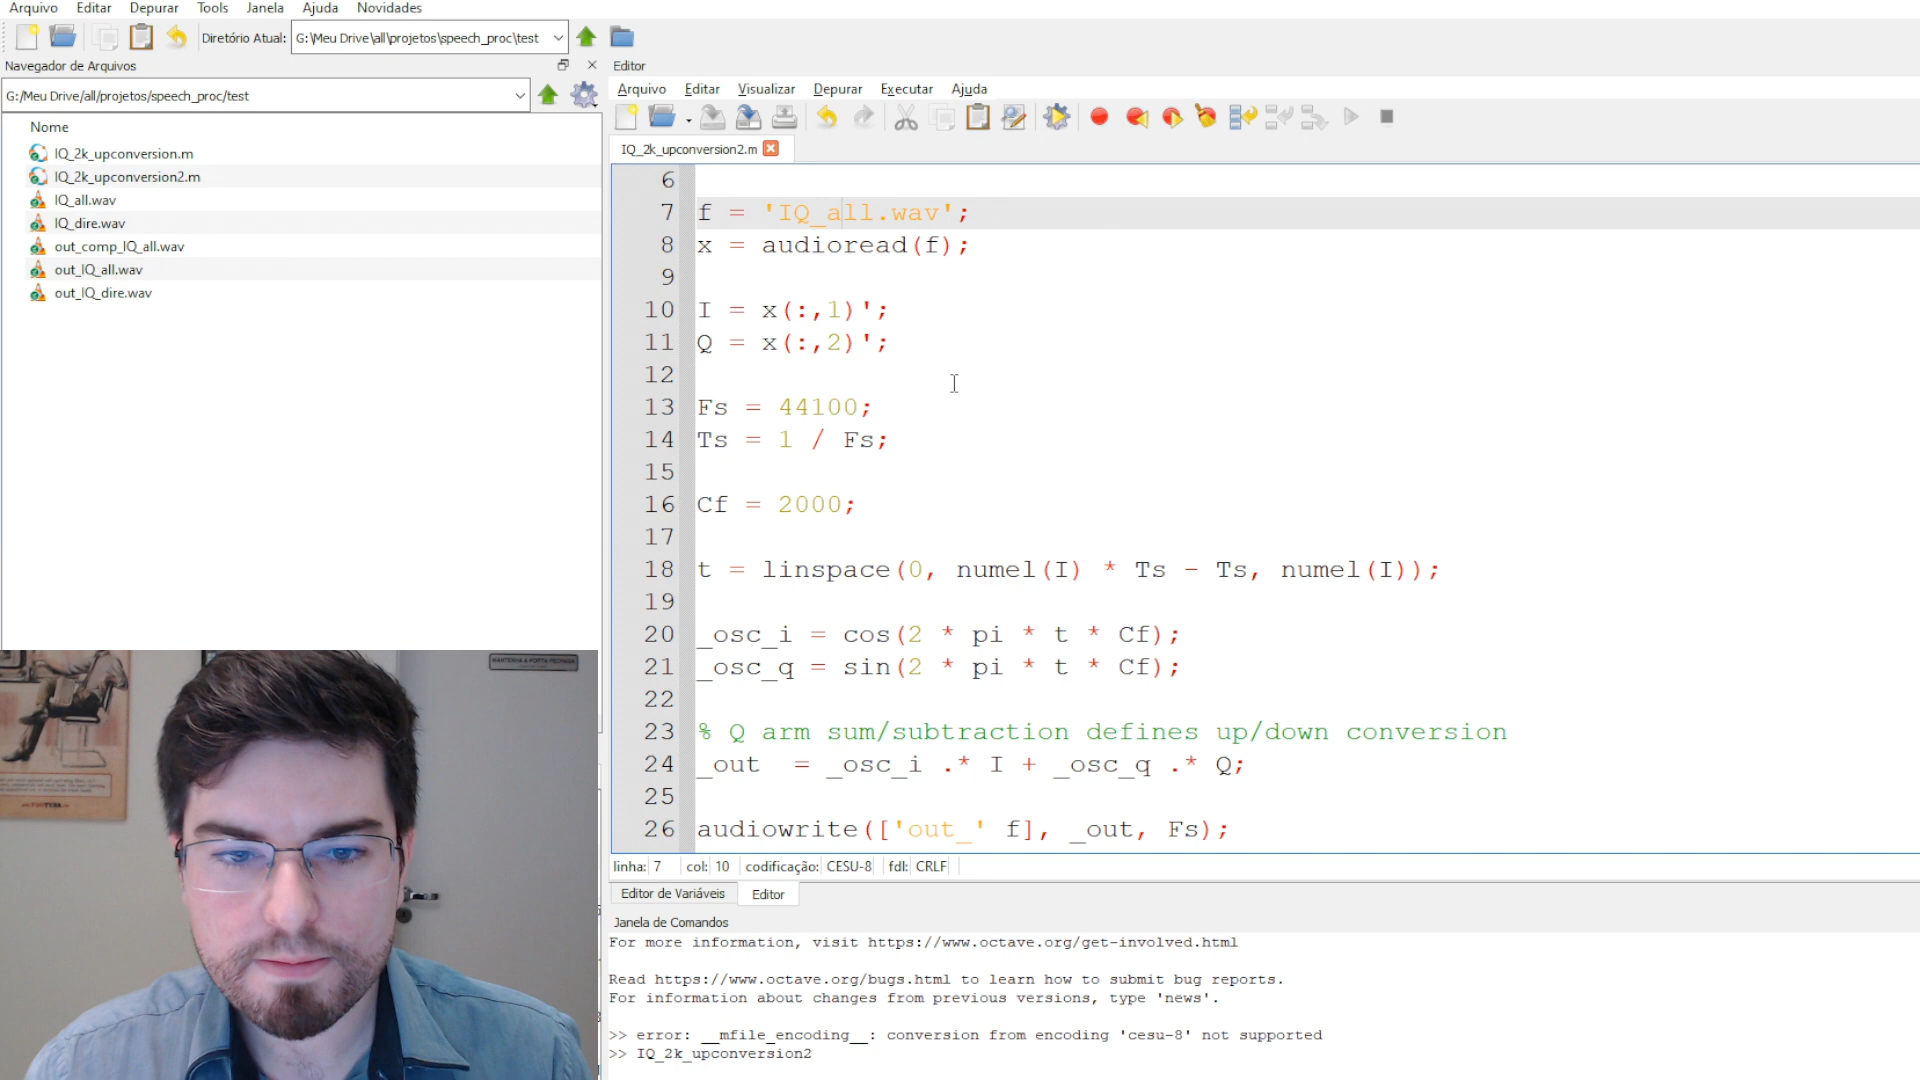 Arquivo Editar Depurar Tools Janela Ajuda Novidades
Diretório Atual: G:\Meu Drive\all\projetos\speech_proc\test
Navegador de Arquivos
G:/Meu Drive/all/projetos/speech_proc/test
Nome
IQ_2k_upconversion.m
IQ_2k_upconversion2.m
IQ_all.wav
IQ_dire.wav
out_comp_IQ_all.wav
out_IQ_all.wav
out_IQ_dire.wav
MANTENHA A PORTA FECHADA
Editor
Arquivo Editar Visualizar Depurar Executar Ajuda
IQ_2k_upconversion2.m
6
7 f = 'IQ_all.wav';
8 x = audioread(f);
9
10 I = x(:,1)';
11 Q = x(:,2)';
12
13 Fs = 44100;
14 Ts = 1 / Fs;
15
16 Cf = 2000;
17
18 t = linspace(0, numel(I) * Ts - Ts, numel(I));
19
20 _osc_i = cos(2 * pi * t * Cf);
21 _osc_q = sin(2 * pi * t * Cf);
22
23 % Q arm sum/subtraction defines up/down conversion
24 _out  = _osc_i .* I + _osc_q .* Q;
25
26 audiowrite(['out_' f], _out, Fs);
linha: 7 col: 10 codificação: CESU-8 fdl: CRLF
Editor de Variáveis Editor
Janela de Comandos
For more information, visit https://www.octave.org/get-involved.html
Read https://www.octave.org/bugs.html to learn how to submit bug reports.
For information about changes from previous versions, type 'news'.
>> error: __mfile_encoding__: conversion from encoding 'cesu-8' not supported
>> IQ_2k_upconversion2